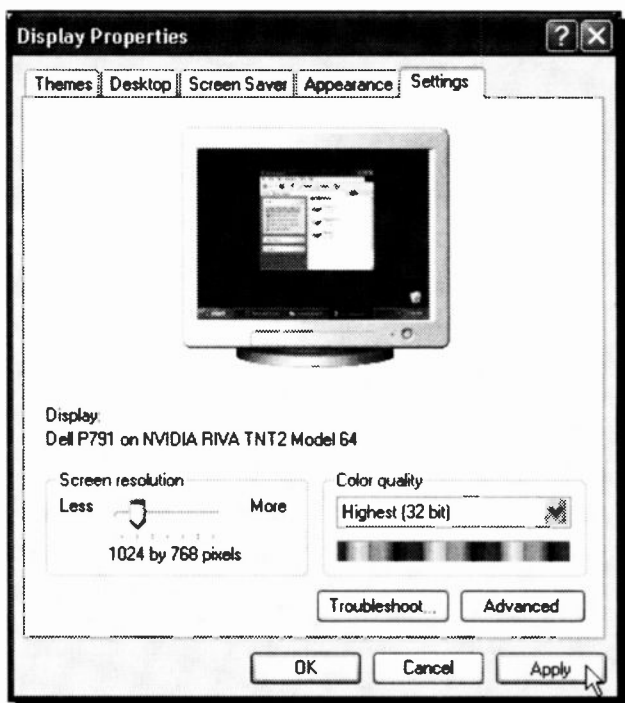 Display Properties
Themes Desktop Screen Saver Appearance Settings
Display:
Dell P791 on NVIDIA RIVA TNT2 Model 64
Screen resolution
Less More
1024 by 768 pixels
Color quality
Highest (32 bit)
Troubleshoot... Advanced
OK Cancel Apply